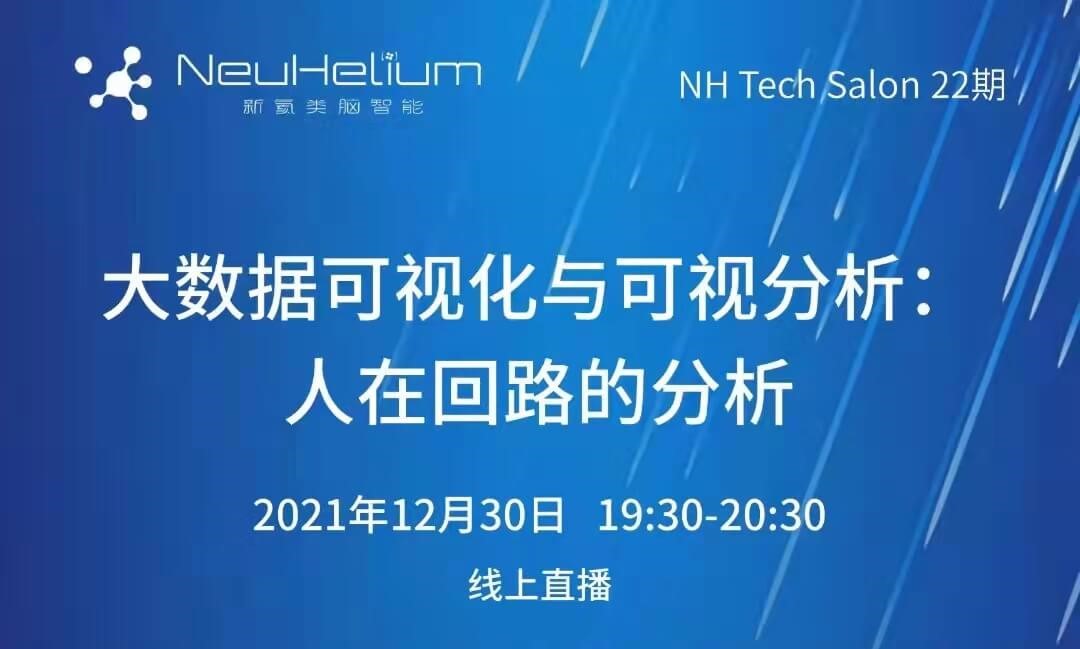 NeuHelium
新氦类脑智能
NH Tech Salon 22期
大数据可视化与可视分析：
人在回路的分析
2021年12月30日 19:30-20:30
线上直播